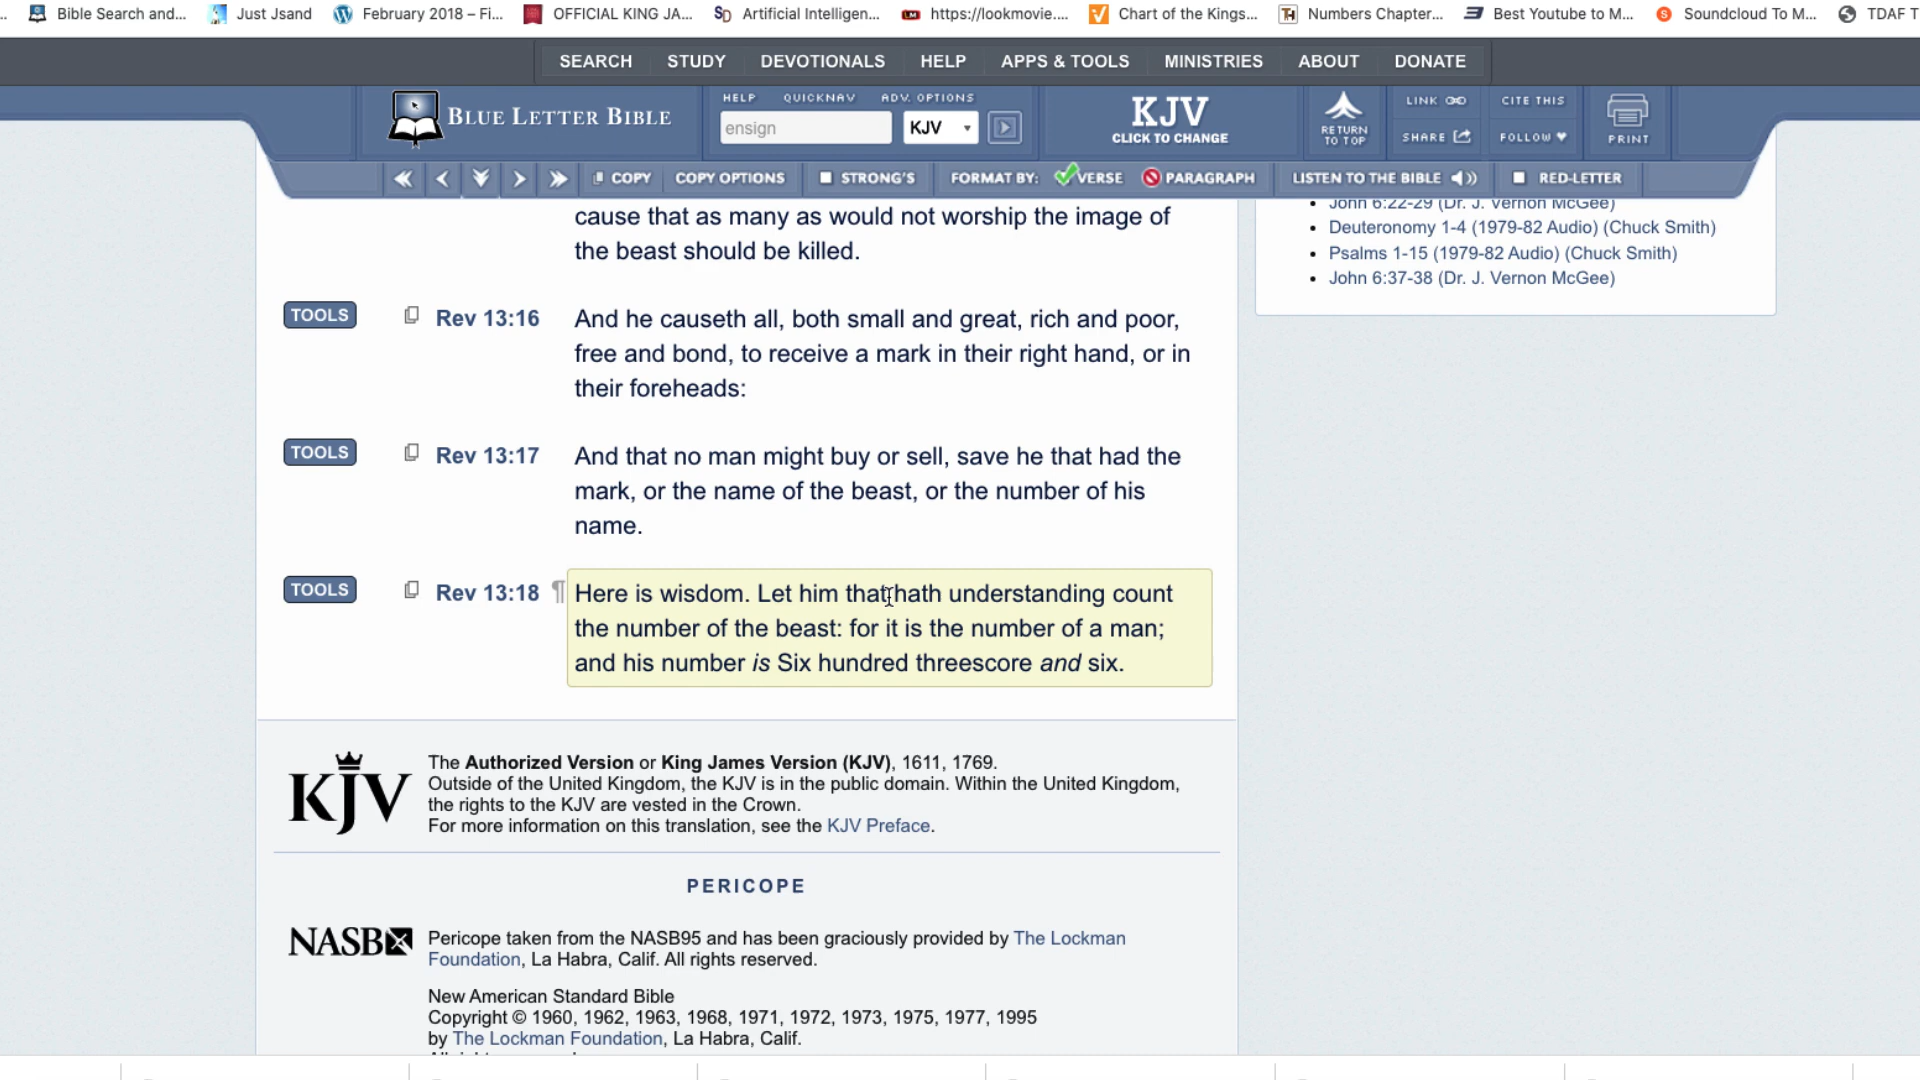 Bible Search and... Just Jsand February 2018 – Fi... OFFICIAL KING JA... Artificial Intelligen... https://lookmovie.... Chart of the Kings... Numbers Chapter... Best Youtube to M... Soundcloud To M... TDAF T
SEARCH STUDY DEVOTIONALS HELP APPS & TOOLS MINISTRIES ABOUT DONATE
HELP QUICKNAV ADV. OPTIONS
BLUE LETTER BIBLE
ensign KJV
KJV
CLICK TO CHANGE
RETURN
TO TOP
LINK CITE THIS
SHARE FOLLOW
PRINT
COPY COPY OPTIONS STRONG'S FORMAT BY: VERSE PARAGRAPH LISTEN TO THE BIBLE RED-LETTER
cause that as many as would not worship the image of
the beast should be killed.
TOOLS Rev 13:16 And he causeth all, both small and great, rich and poor,
free and bond, to receive a mark in their right hand, or in
their foreheads:
TOOLS Rev 13:17 And that no man might buy or sell, save he that had the
mark, or the name of the beast, or the number of his
name.
TOOLS Rev 13:18 ¶ Here is wisdom. Let him that hath understanding count
the number of the beast: for it is the number of a man;
and his number is Six hundred threescore and six.
John 6:22-29 (Dr. J. Vernon McGee)
Deuteronomy 1-4 (1979-82 Audio) (Chuck Smith)
Psalms 1-15 (1979-82 Audio) (Chuck Smith)
John 6:37-38 (Dr. J. Vernon McGee)
KJV
The Authorized Version or King James Version (KJV), 1611, 1769.
Outside of the United Kingdom, the KJV is in the public domain. Within the United Kingdom,
the rights to the KJV are vested in the Crown.
For more information on this translation, see the KJV Preface.
PERICOPE
NASB
Pericope taken from the NASB95 and has been graciously provided by The Lockman
Foundation, La Habra, Calif. All rights reserved.
New American Standard Bible
Copyright © 1960, 1962, 1963, 1968, 1971, 1972, 1973, 1975, 1977, 1995
by The Lockman Foundation, La Habra, Calif.